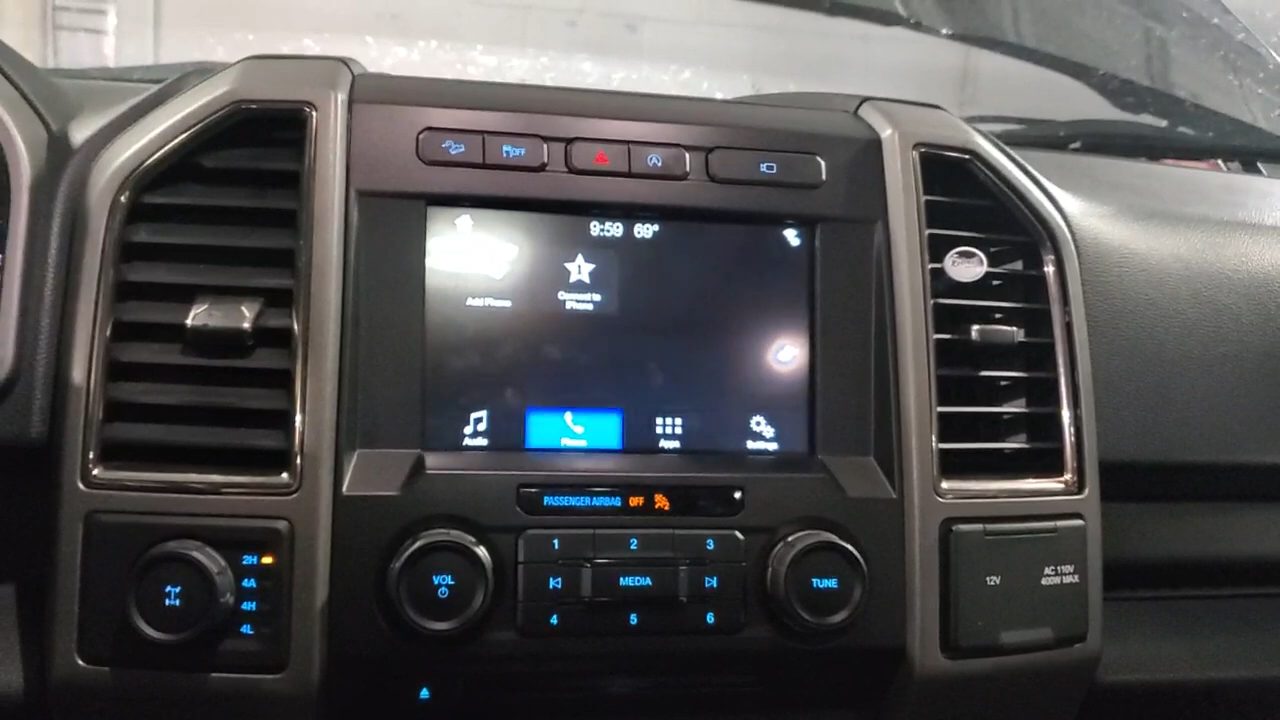 OFF
A
9:59 69°
1
Add Phone
Connect to
iPhone
Audio
Phone
Apps
Settings
PASSENGER AIRBAG OFF
1 2 3
VOL
MEDIA
TUNE
4 5 6
2H
4A
4H
4L
12V
AC 110V
400W MAX